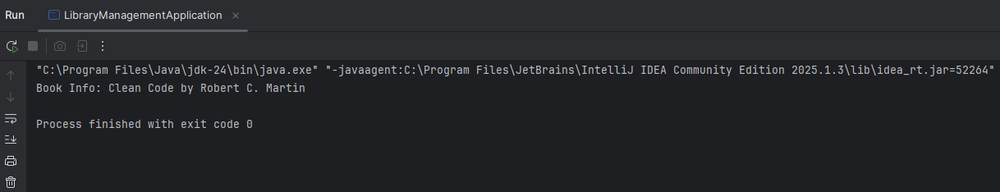 Run LibraryManagementApplication
"C:\Program Files\Java\jdk-24\bin\java.exe" "-javaagent:C:\Program Files\JetBrains\IntelliJ IDEA Community Edition 2025.1.3\lib\idea_rt.jar=52264"
Book Info: Clean Code by Robert C. Martin
Process finished with exit code 0